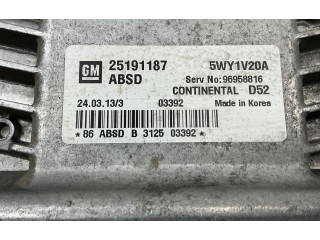 GM 25191187 5WY1V20A
ABSD Serv No:96958816
CONTINENTAL D52
24.03.13/3 03392 Made in Korea
*86 ABSD B 3125 03392*